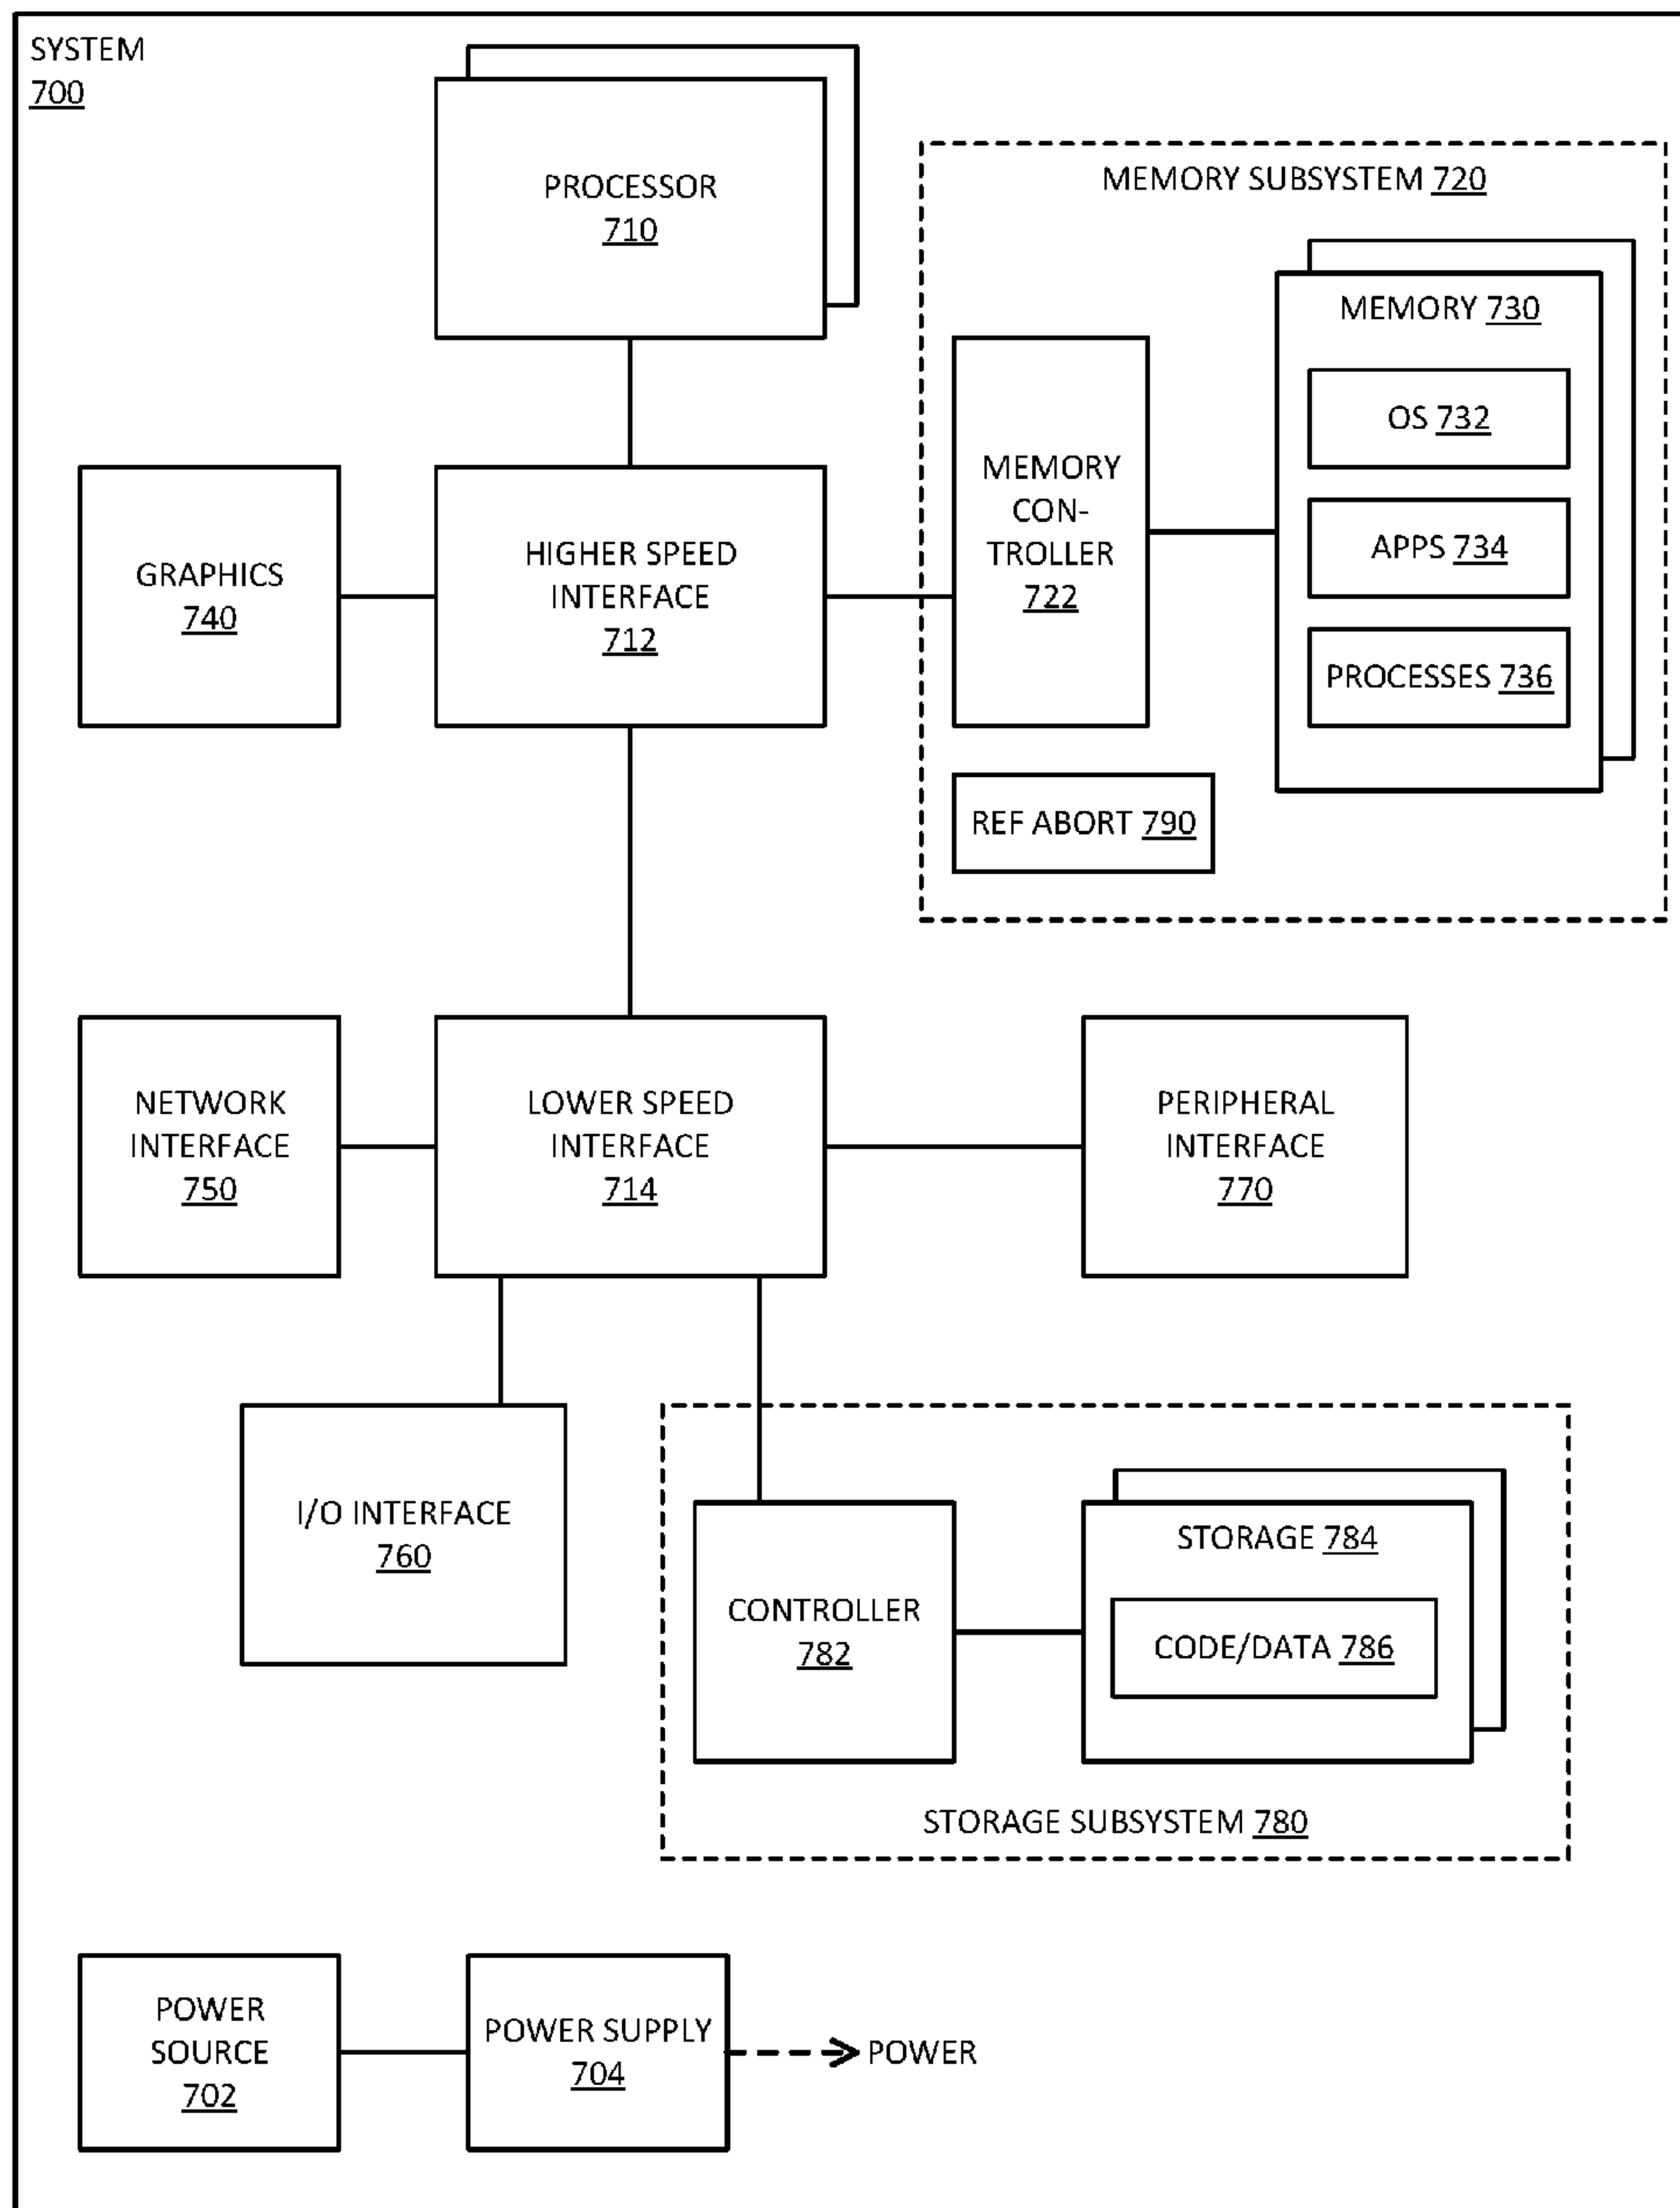 SYSTEM
700
PROCESSOR
710
MEMORY SUBSYSTEM 720
MEMORY 730
OS 732
APPS 734
PROCESSES 736
MEMORY
CON-
TROLLER
722
REF ABORT 790
GRAPHICS
740
HIGHER SPEED
INTERFACE
712
NETWORK
INTERFACE
750
LOWER SPEED
INTERFACE
714
PERIPHERAL
INTERFACE
770
I/O INTERFACE
760
CONTROLLER
782
STORAGE 784
CODE/DATA 786
STORAGE SUBSYSTEM 780
POWER
SOURCE
702
POWER SUPPLY
704
POWER